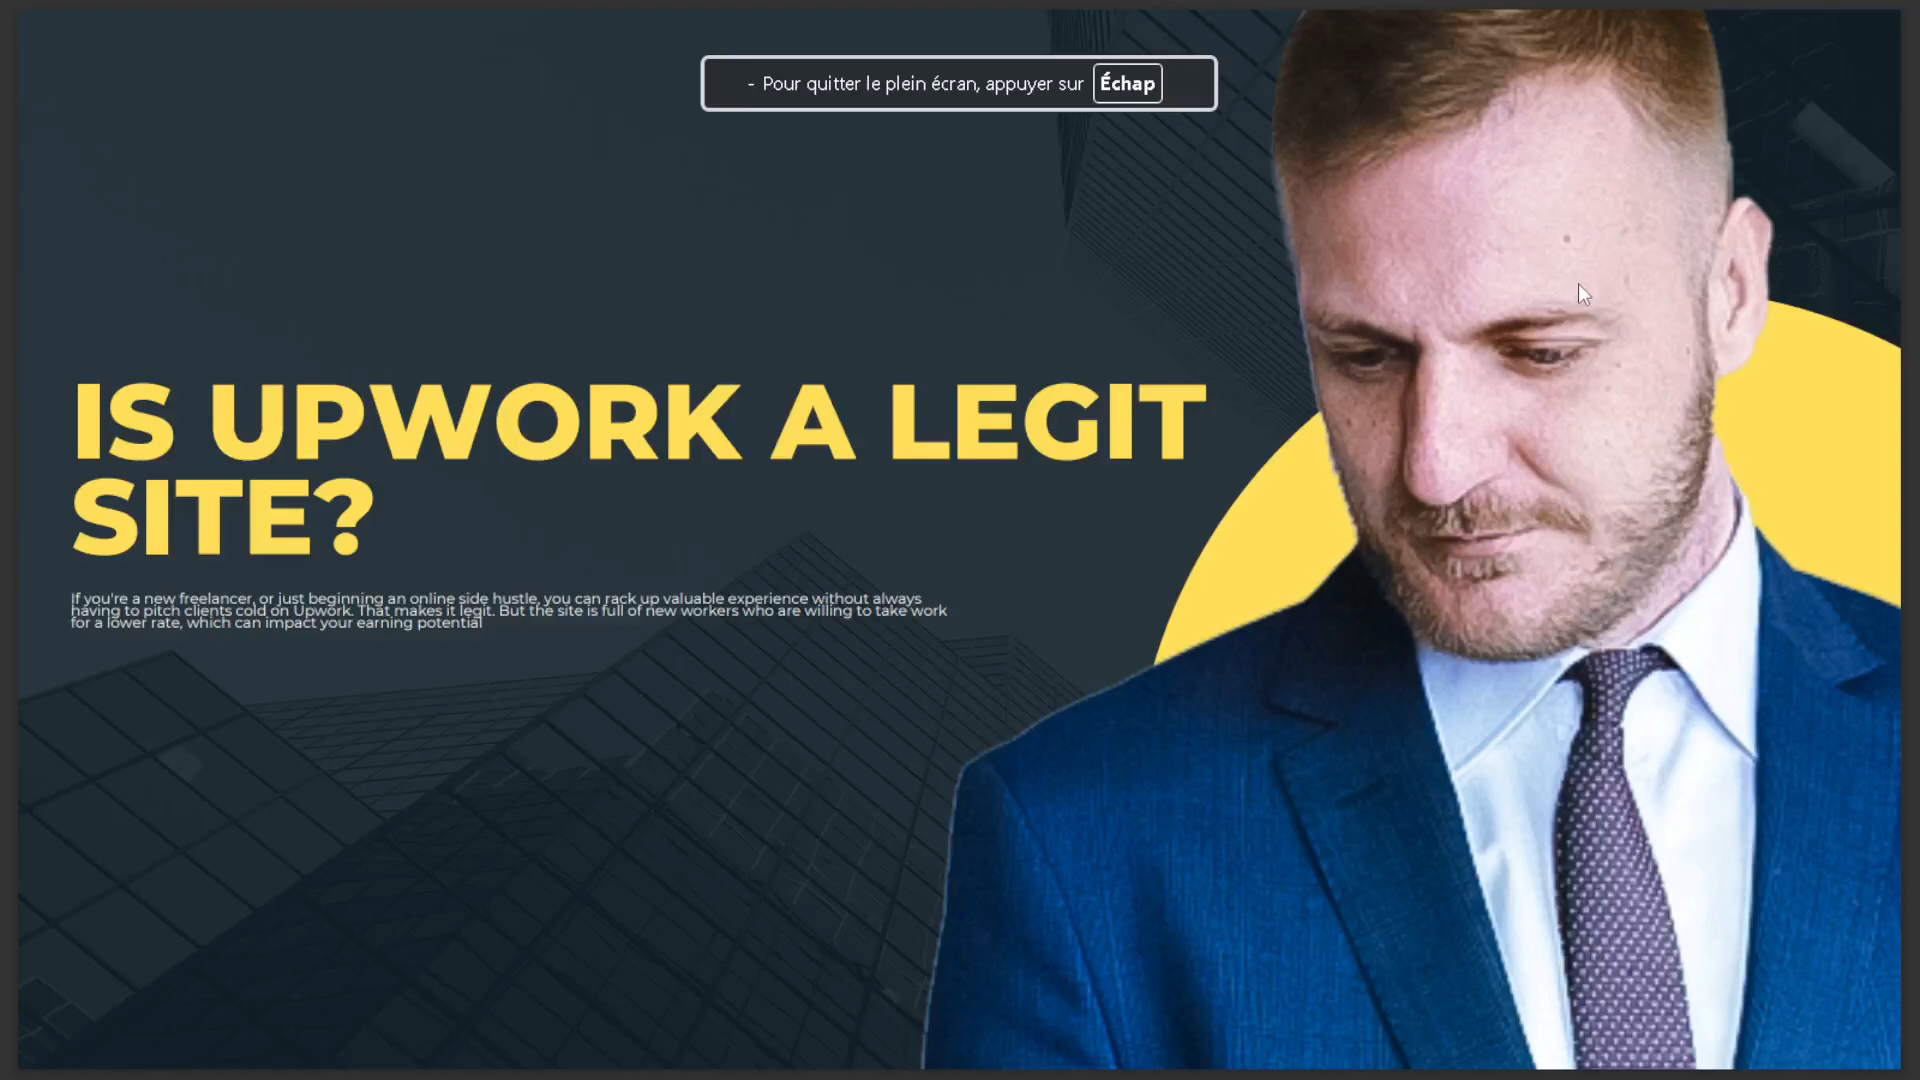 - Pour quitter le plein écran, appuyer sur Échap
IS UPWORK A LEGIT
SITE?
If you're a new freelancer, or just beginning an online side hustle, you can rack up valuable experience without always
having to pitch clients cold on Upwork. That makes it legit. But the site is full of new workers who are willing to take work
for a lower rate, which can impact your earning potential